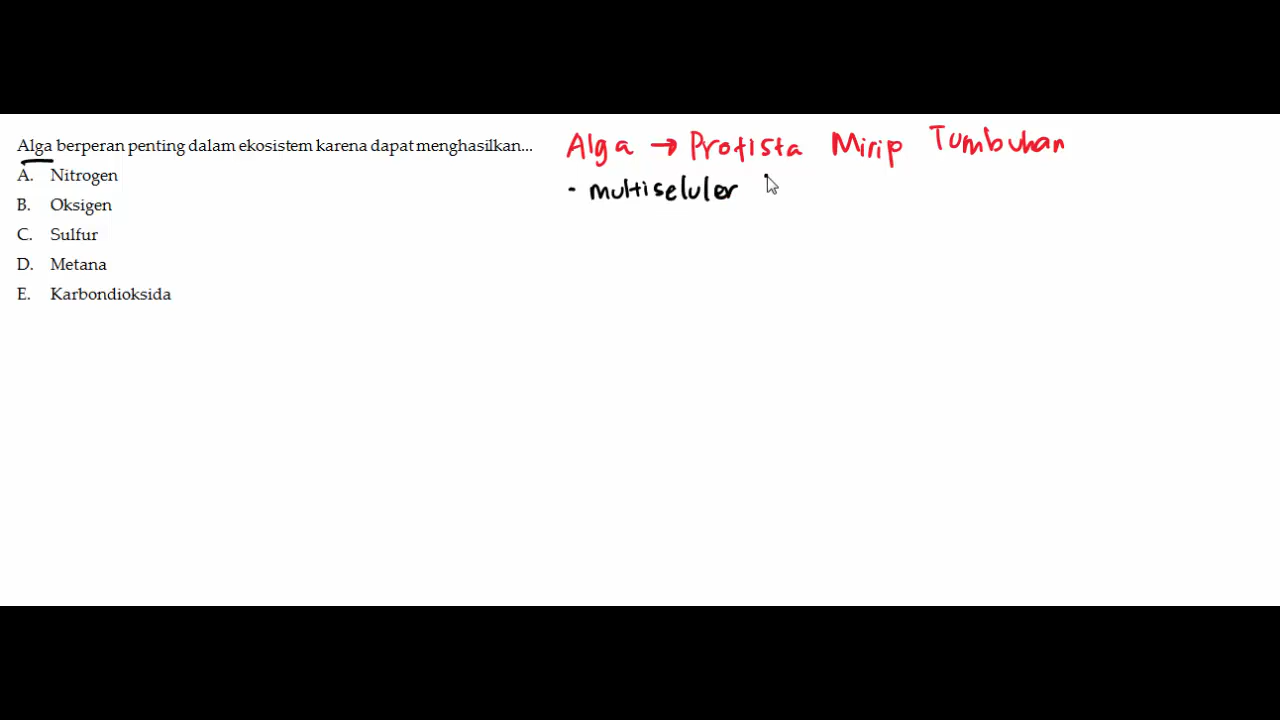 Alga berperan penting dalam ekosistem karena dapat menghasilkan...
A. Nitrogen
B. Oksigen
C. Sulfur
D. Metana
E. Karbondioksida
Alga → Protista Mirip Tumbuhan
- multiseluler